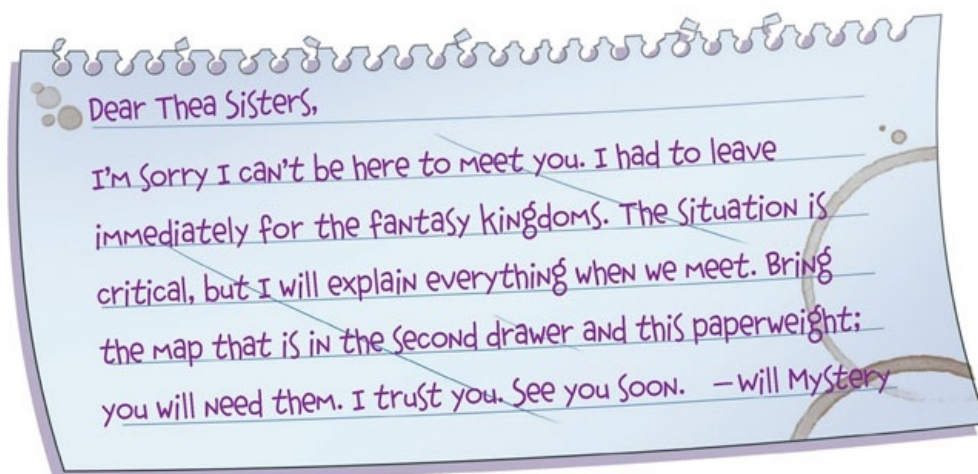 Dear Thea Sisters,
I'm sorry I can't be here to meet you. I had to leave
immediately for the fantasy kingdoms. The situation is
critical, but I will explain everything when we meet. Bring
the map that is in the second drawer and this paperweight;
you will need them. I trust you. See you soon. —Will Mystery